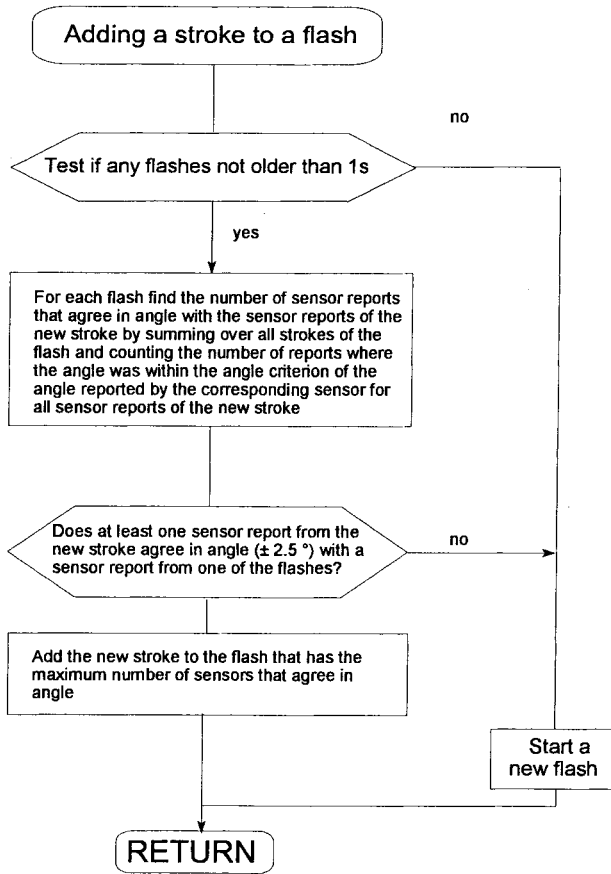 Adding a stroke to a flash
no
Test if any flashes not older than 1s
yes
For each flash find the number of sensor reports
that agree in angle with the sensor reports of the
new stroke by summing over all strokes of the
flash and counting the number of reports where
the angle was within the angle criterion of the
angle reported by the corresponding sensor for
all sensor reports of the new stroke
Does at least one sensor report from the
new stroke agree in angle (± 2.5 °) with a
sensor report from one of the flashes?
no
Add the new stroke to the flash that has the
maximum number of sensors that agree in
angle
Start a
new flash
RETURN